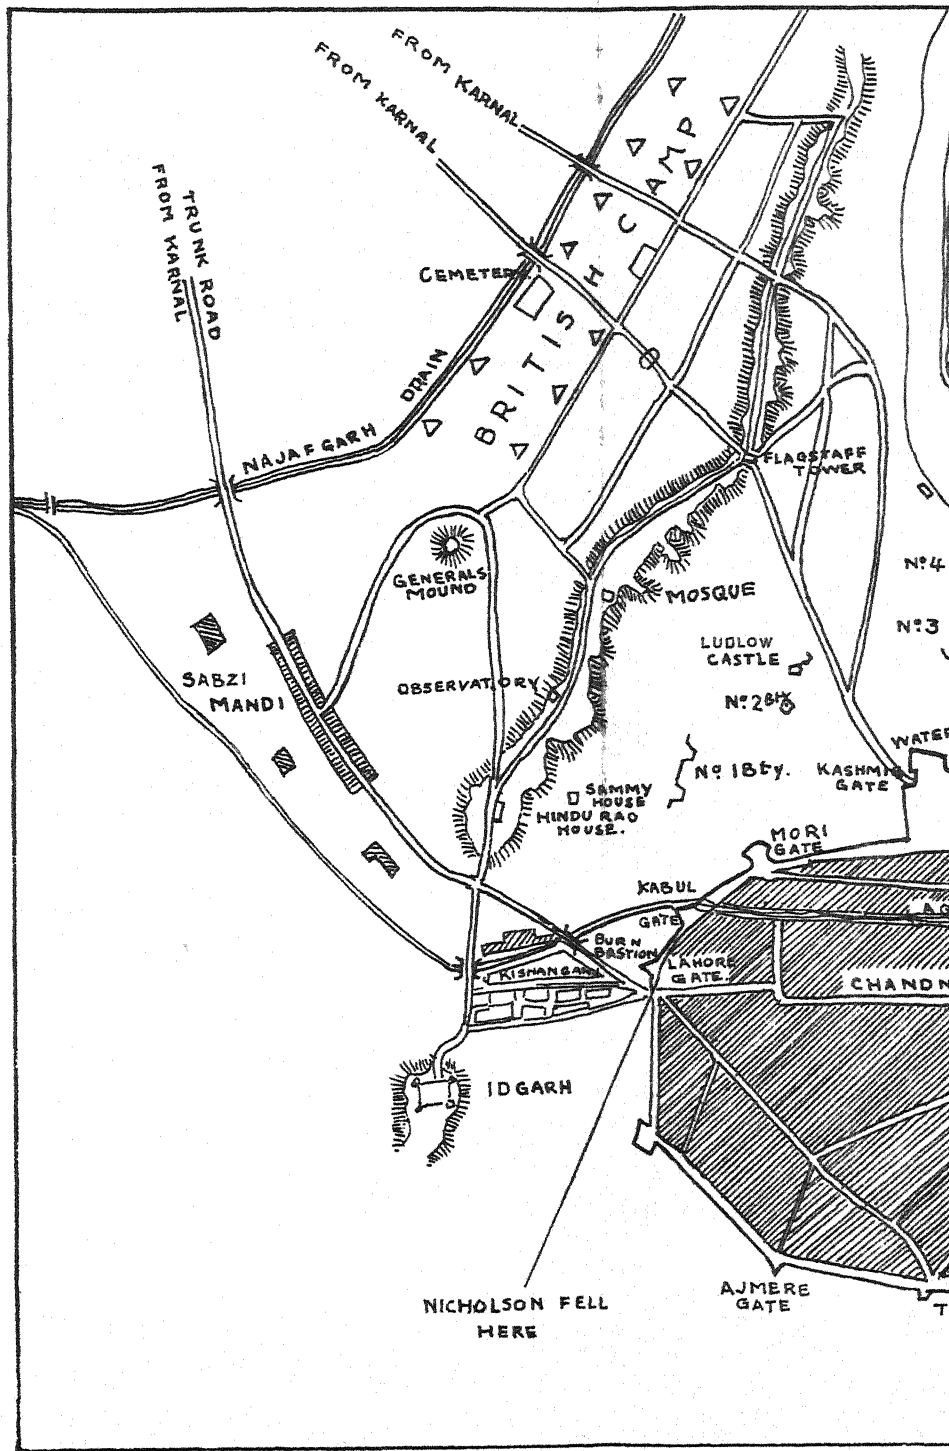 FROM KARNAL
FROM KARNAL
TRUNK ROAD
FROM KARNAL
BRITISH CAMP
CEMETERY
NAJAFGARH DRAIN
FLAGSTAFF
TOWER
GENERALS
MOUND
MOSQUE
No 4
No 3
LUDLOW
CASTLE
SABZI
MANDI
OBSERVATORY
No 2 Bty
WATER
No 1 Bty.
KASHMIR
GATE
SAMMY
HOUSE
HINDU RAO
HOUSE.
MORI
GATE
KABUL
GATE
AG
BURN
BASTION
LAHORE
GATE.
KISHANGANJ
CHANDN
IDGARH
AJMERE
GATE
T
NICHOLSON FELL
HERE